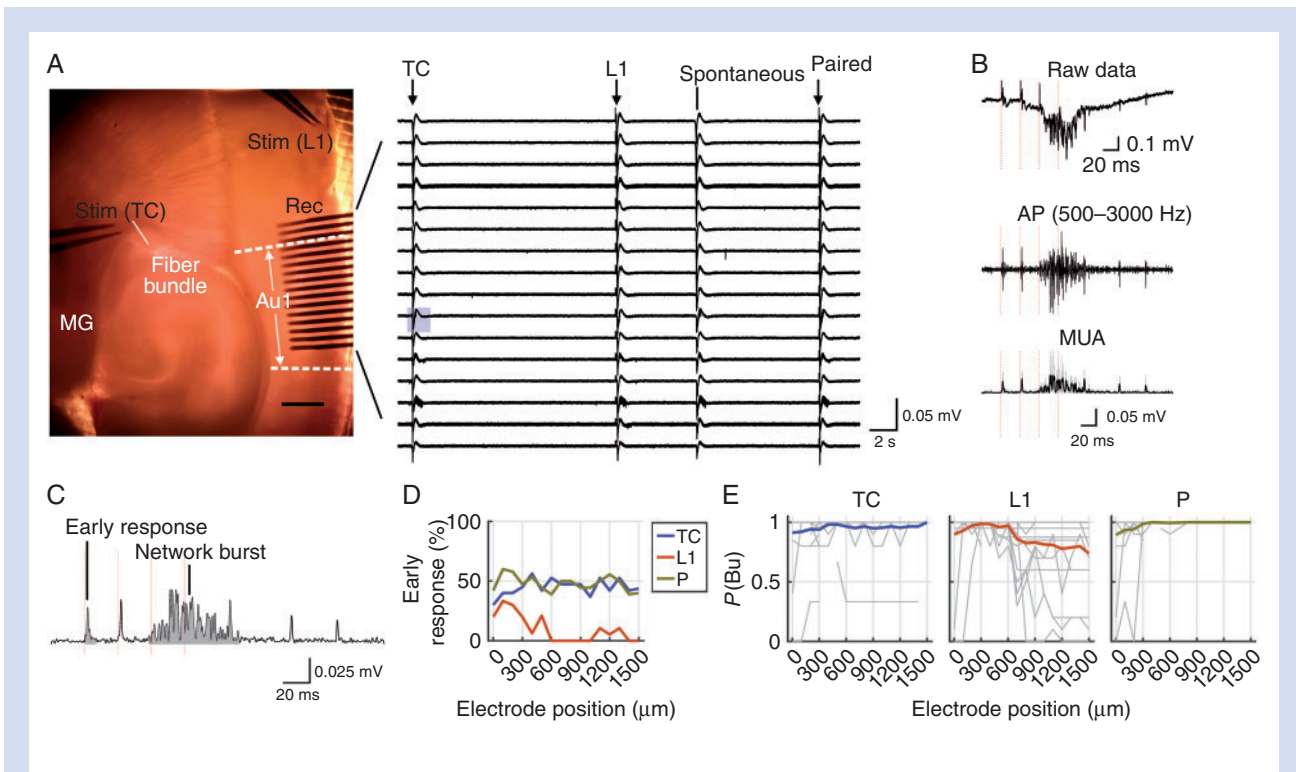 A
TC
L1
Spontaneous
Paired
Stim (L1)
Rec
Stim (TC)
Fiber
bundle
Au1
MG
0.05 mV
2 s
B
Raw data
0.1 mV
20 ms
AP (500–3000 Hz)
MUA
0.05 mV
20 ms
C
Early response
Network burst
0.025 mV
20 ms
D
Early
response (%)
100
50
0
TC
L1
P
0 300 600 900 1200 1500
Electrode position (μm)
E
TC
L1
P
P(Bu)
1
0.5
0
0 300 600 900 1200 1500
0 300 600 900 1200 1500
0 300 600 900 1200 1500
Electrode position (μm)